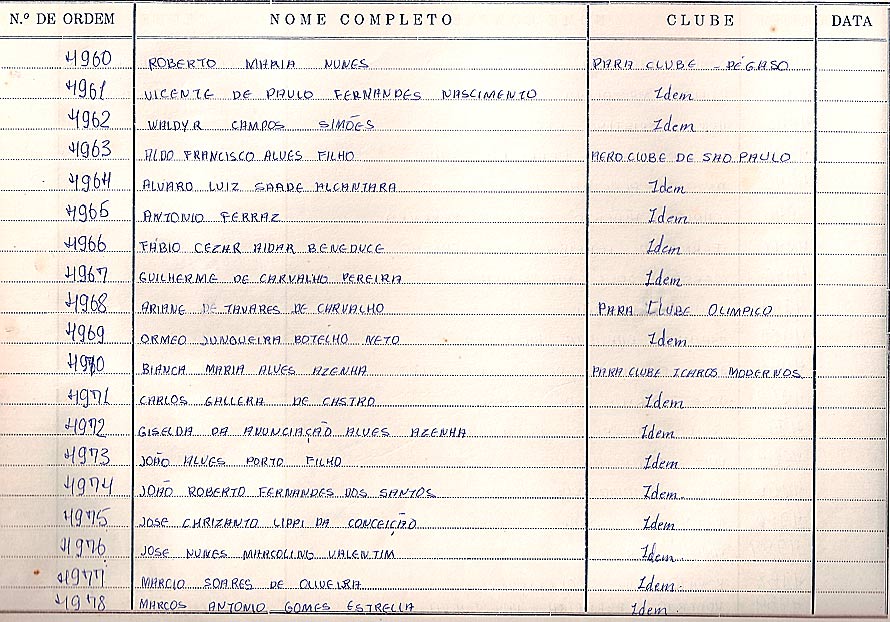 N.º DE ORDEM NOME COMPLETO CLUBE DATA
4960 ROBERTO MARIA NUNES PARA CLUBE - PÉGASO
4961 VICENTE DE PAULO FERNANDES NASCIMENTO Idem
4962 WALDYR CAMPOS SIMÕES Idem
4963 ALDO FRANCISCO ALVES FILHO AERO CLUBE DE SÃO PAULO
4964 ALVARO LUIZ SAADE ALCANTARA Idem
4965 ANTONIO FERRAZ Idem
4966 FÁBIO CEZAR AIDAR BENEDUCE Idem
4967 GUILHERME DE CARVALHO PEREIRA Idem
4968 ARIANE DE TAVARES DE CARVALHO PARA CLUBE OLIMPICO
4969 ORMEO JUNQUEIRA BOTELHO NETO Idem
4970 BIANCA MARIA ALVES AZENHA PARA CLUBE ICAROS MODERNOS
4971 CARLOS GALLERA DE CASTRO Idem
4972 GISELDA DA ANUNCIAÇÃO ALVES AZENHA Idem
4973 JOÃO ALVES PORTO FILHO Idem
4974 JOÃO ROBERTO FERNANDES DOS SANTOS Idem
4975 JOSE CHRIZANTO LIPPI DA CONCEIÇÃO Idem
4976 JOSE NUNES MARCOLINO VALENTIM Idem
4977 MARCIO SOARES DE OLIVEIRA Idem
4978 MARCOS ANTONIO GOMES ESTRELLA Idem